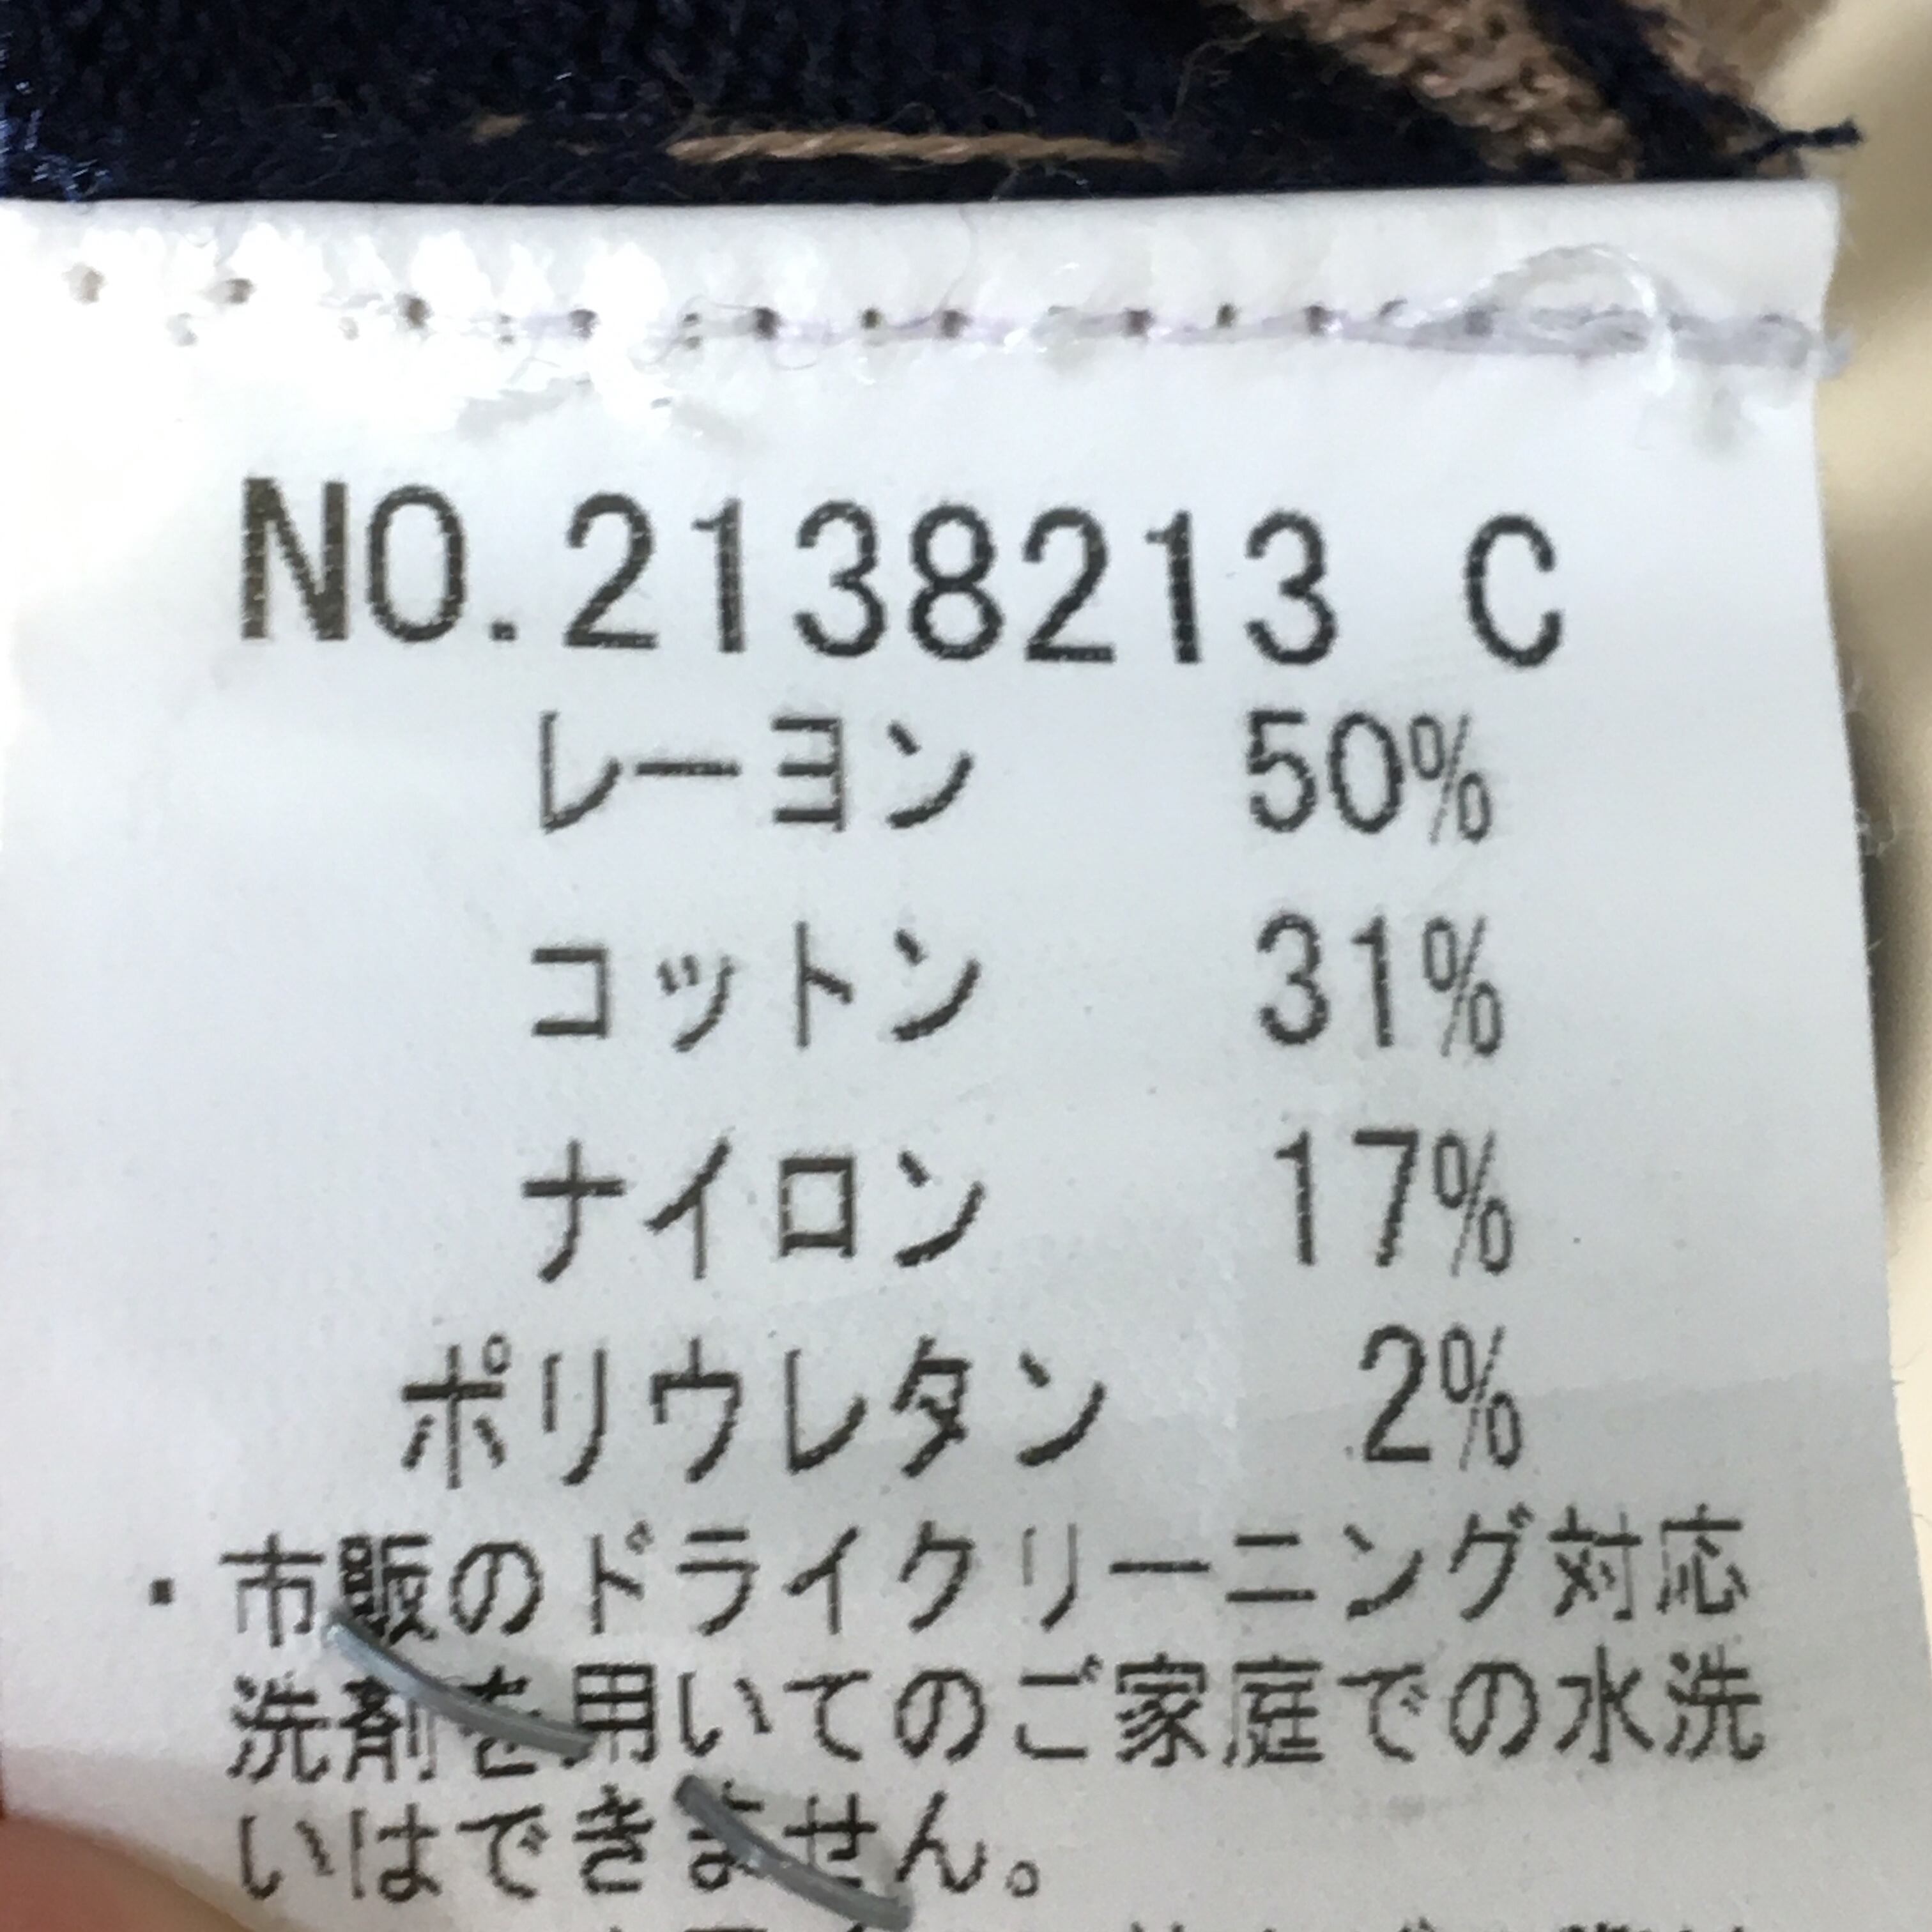 NO.2138213 C
レーヨン 50%
コットン 31%
ナイロン 17%
ポリウレタン 2%
・市販のドライクリーニング対応
洗剤を用いてのご家庭での水洗
いはできません。